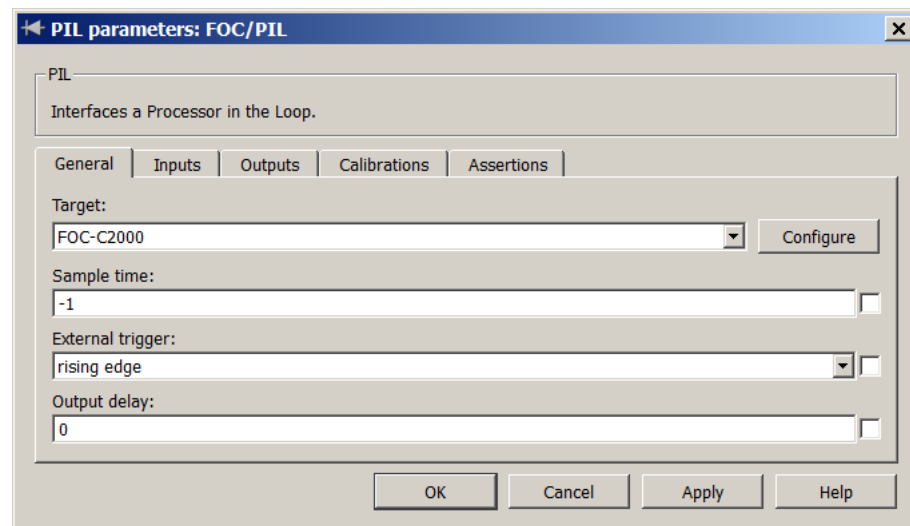 PIL parameters: FOC/PIL
PIL
Interfaces a Processor in the Loop.
General Inputs Outputs Calibrations Assertions
Target:
FOC-C2000 Configure
Sample time:
-1
External trigger:
rising edge
Output delay:
0
OK Cancel Apply Help